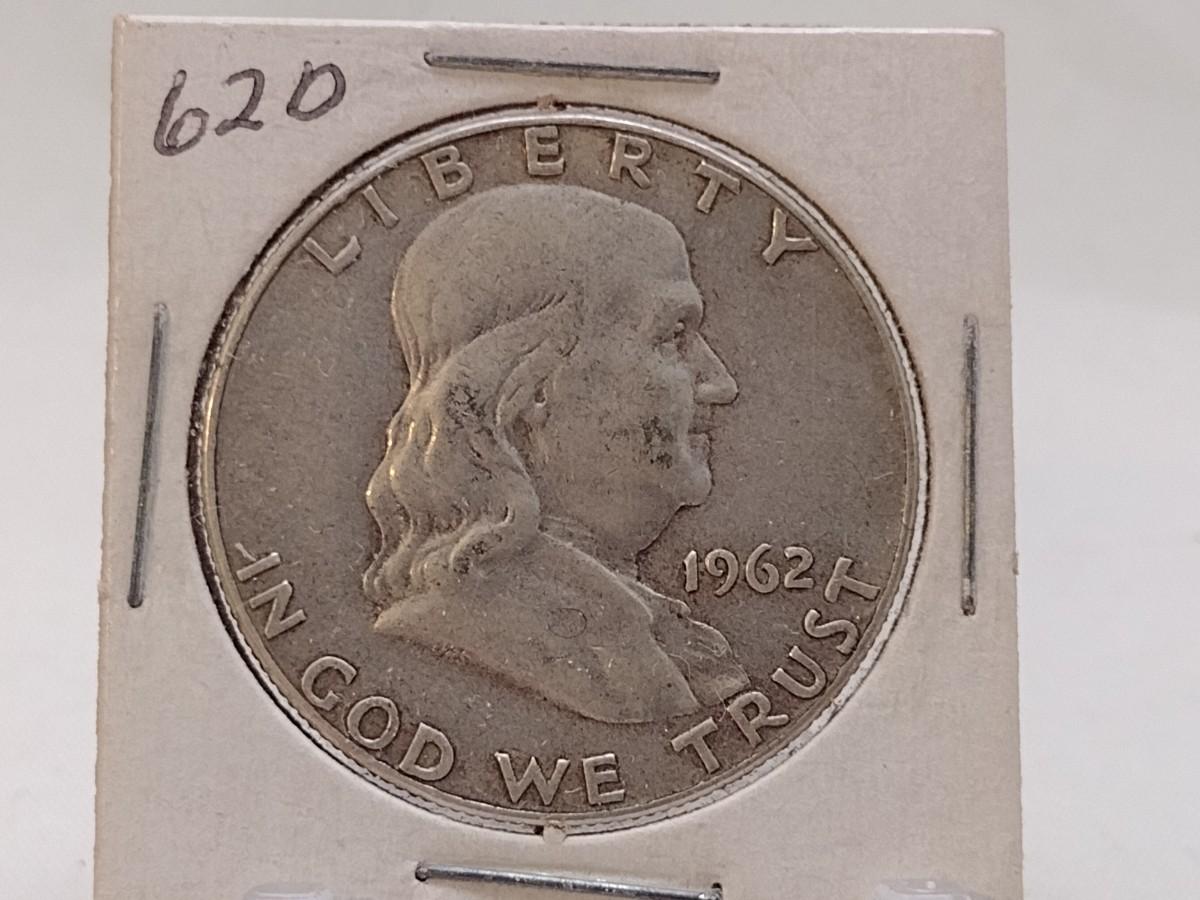 62D
LIBERTY
1962
IN GOD WE TRUST